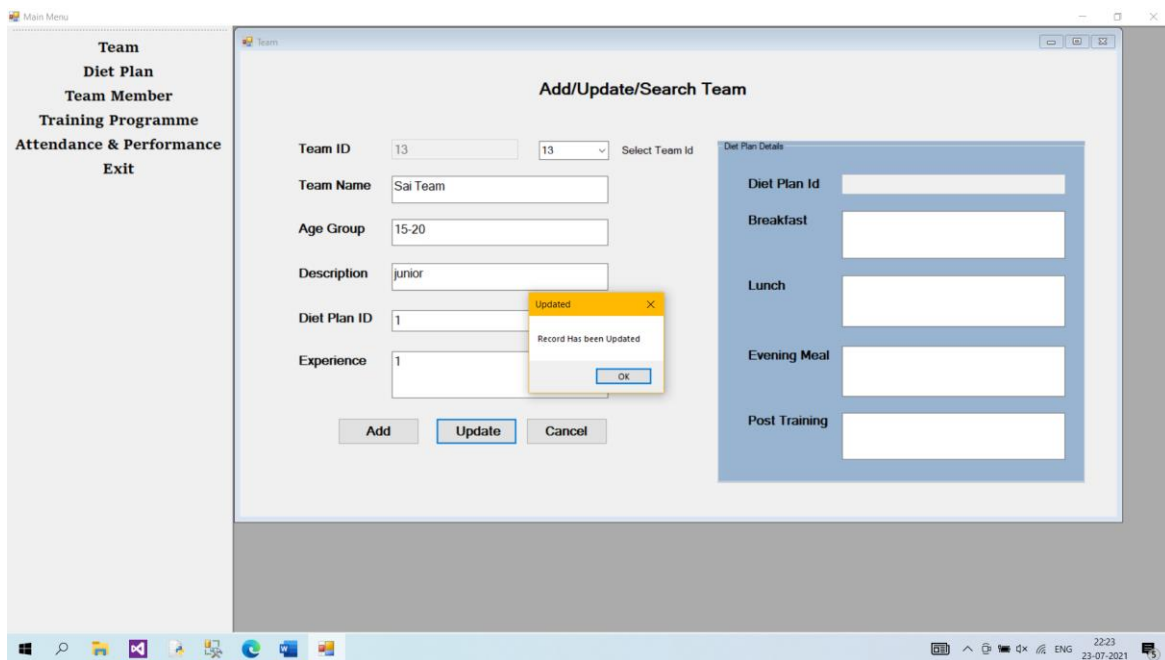 Main Menu
Team
Diet Plan
Team Member
Training Programme
Attendance & Performance
Exit
Team
Add/Update/Search Team
Team ID 13 13 Select Team Id
Team Name Sai Team
Age Group 15-20
Description junior
Diet Plan ID 1
Experience 1
Add Update Cancel
Updated
Record Has been Updated
OK
Diet Plan Details
Diet Plan Id
Breakfast
Lunch
Evening Meal
Post Training
ENG 22:23
23-07-2021
5